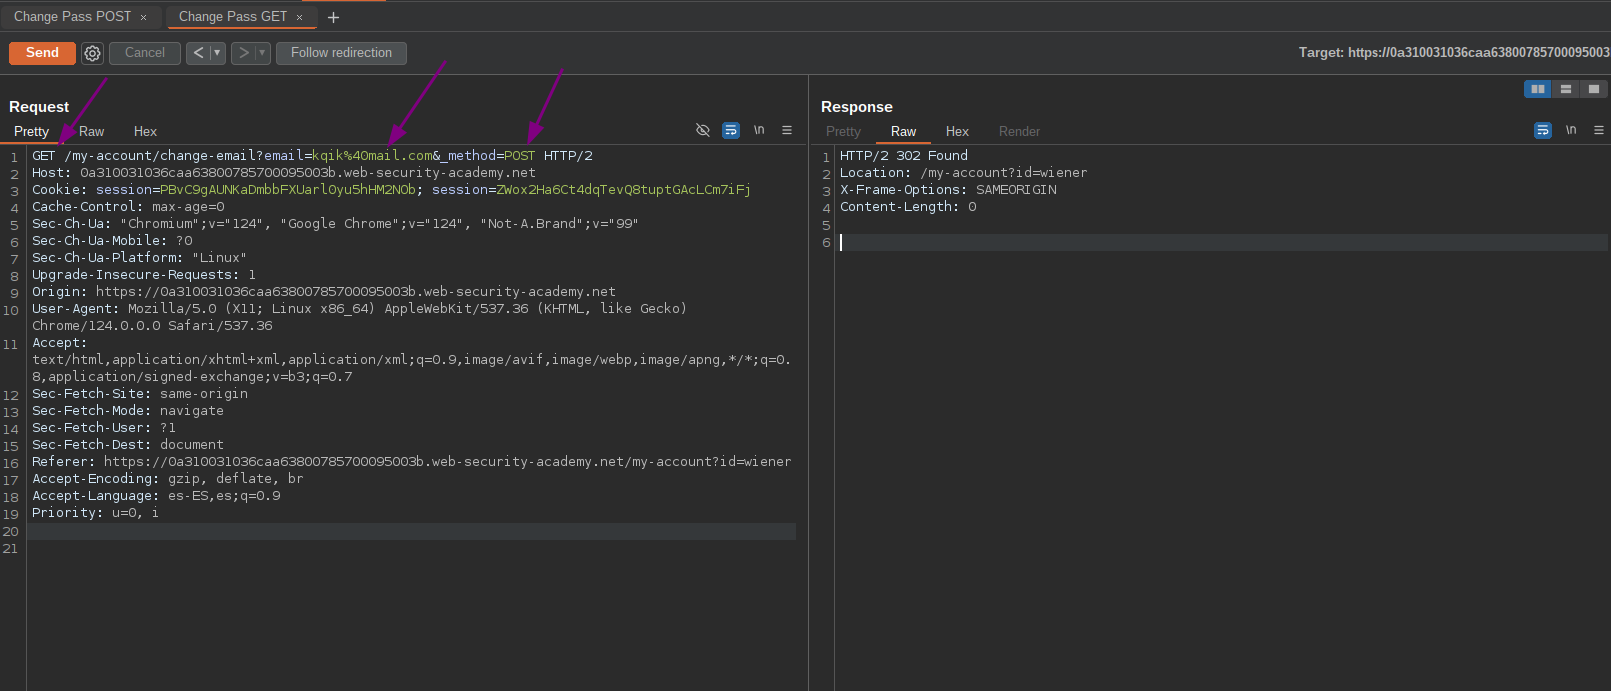 Change Pass POST × Change Pass GET × +
Send Cancel < ▾ > ▾ Follow redirection Target: https://0a310031036caa63800785700095003
Request
Pretty Raw Hex \n
1 GET /my-account/change-email?email=kqik%40mail.com&_method=POST HTTP/2
2 Host: 0a310031036caa63800785700095003b.web-security-academy.net
3 Cookie: session=PBvC9gAUNKaDmbbFXUarl0yu5hHM2N0b; session=ZWox2Ha6Ct4dqTevQ8tuptGAcLCm7iFj
4 Cache-Control: max-age=0
5 Sec-Ch-Ua: "Chromium";v="124", "Google Chrome";v="124", "Not-A.Brand";v="99"
6 Sec-Ch-Ua-Mobile: ?0
7 Sec-Ch-Ua-Platform: "Linux"
8 Upgrade-Insecure-Requests: 1
9 Origin: https://0a310031036caa63800785700095003b.web-security-academy.net
10 User-Agent: Mozilla/5.0 (X11; Linux x86_64) AppleWebKit/537.36 (KHTML, like Gecko)
Chrome/124.0.0.0 Safari/537.36
11 Accept:
text/html,application/xhtml+xml,application/xml;q=0.9,image/avif,image/webp,image/apng,*/*;q=0.
8,application/signed-exchange;v=b3;q=0.7
12 Sec-Fetch-Site: same-origin
13 Sec-Fetch-Mode: navigate
14 Sec-Fetch-User: ?1
15 Sec-Fetch-Dest: document
16 Referer: https://0a310031036caa63800785700095003b.web-security-academy.net/my-account?id=wiener
17 Accept-Encoding: gzip, deflate, br
18 Accept-Language: es-ES,es;q=0.9
19 Priority: u=0, i
20
21
Response
Pretty Raw Hex Render \n
1 HTTP/2 302 Found
2 Location: /my-account?id=wiener
3 X-Frame-Options: SAMEORIGIN
4 Content-Length: 0
5
6